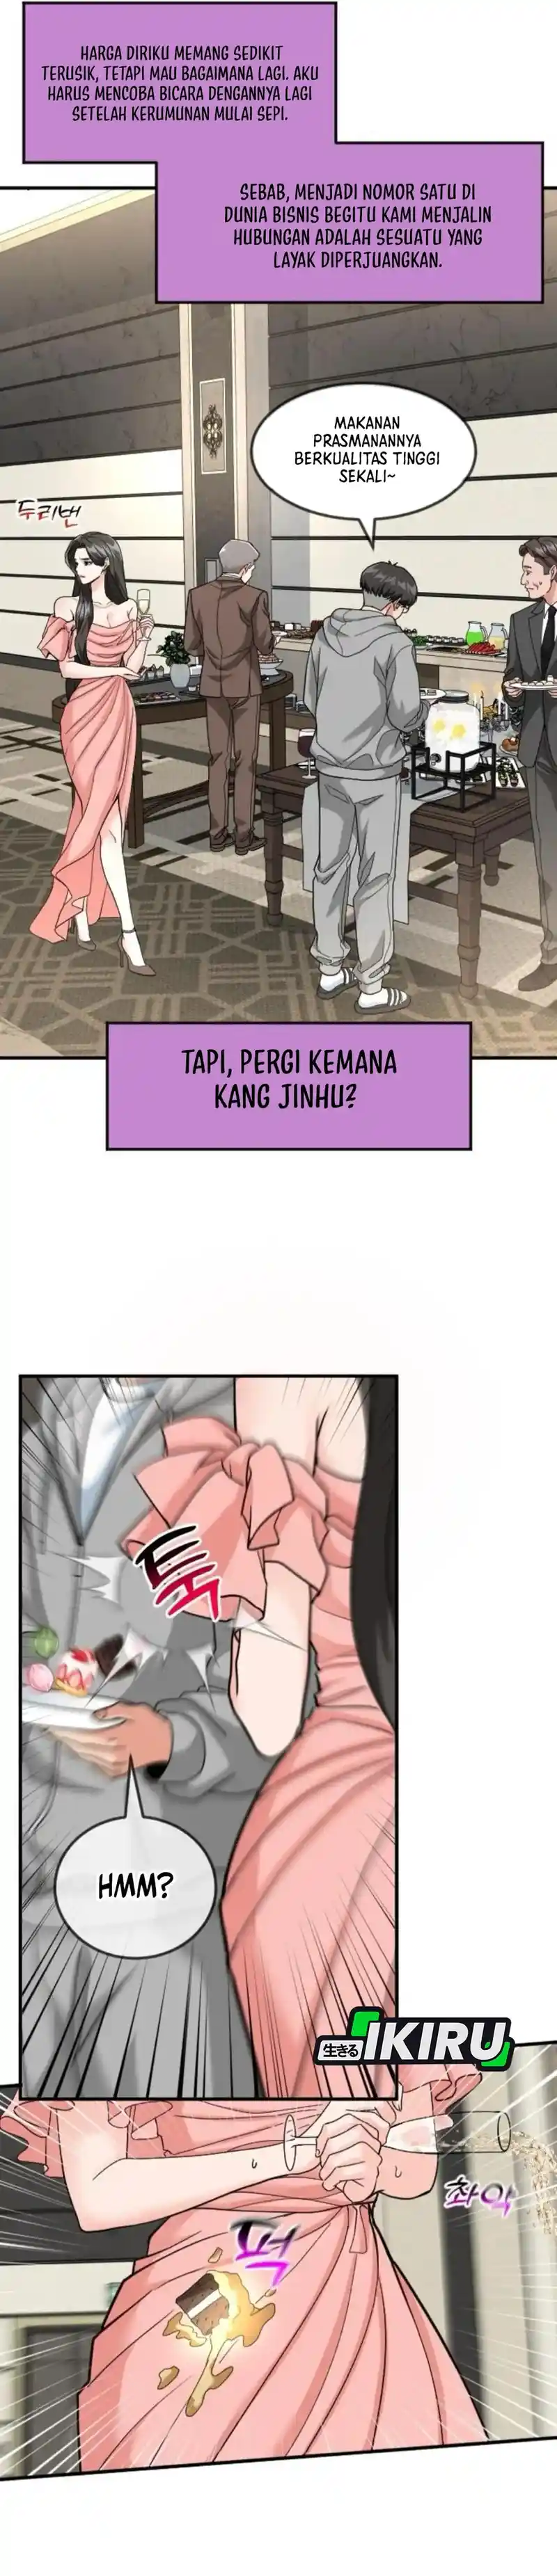 HARGA DIRIKU MEMANG SEDIKIT
TERUSIK, TETAPI MAU BAGAIMANA LAGI. AKU
HARUS MENCOBA BICARA DENGANNYA LAGI
SETELAH KERUMUNAN MULAI SEPI.
SEBAB, MENJADI NOMOR SATU DI
DUNIA BISNIS BEGITU KAMI MENJALIN
HUBUNGAN ADALAH SESUATU YANG
LAYAK DIPERJUANGKAN.
MAKANAN
PRASMANANNYA
BERKUALITAS TINGGI
SEKALI~
두리번
TAPI, PERGI KEMANA
KANG JINHU?
툭
HMM?
生きる IKIRU
촤악
퍽